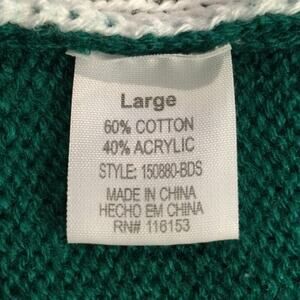 Large
60% COTTON
40% ACRYLIC
STYLE: 150880-BDS
MADE IN CHINA
HECHO EM CHINA
RN# 116153